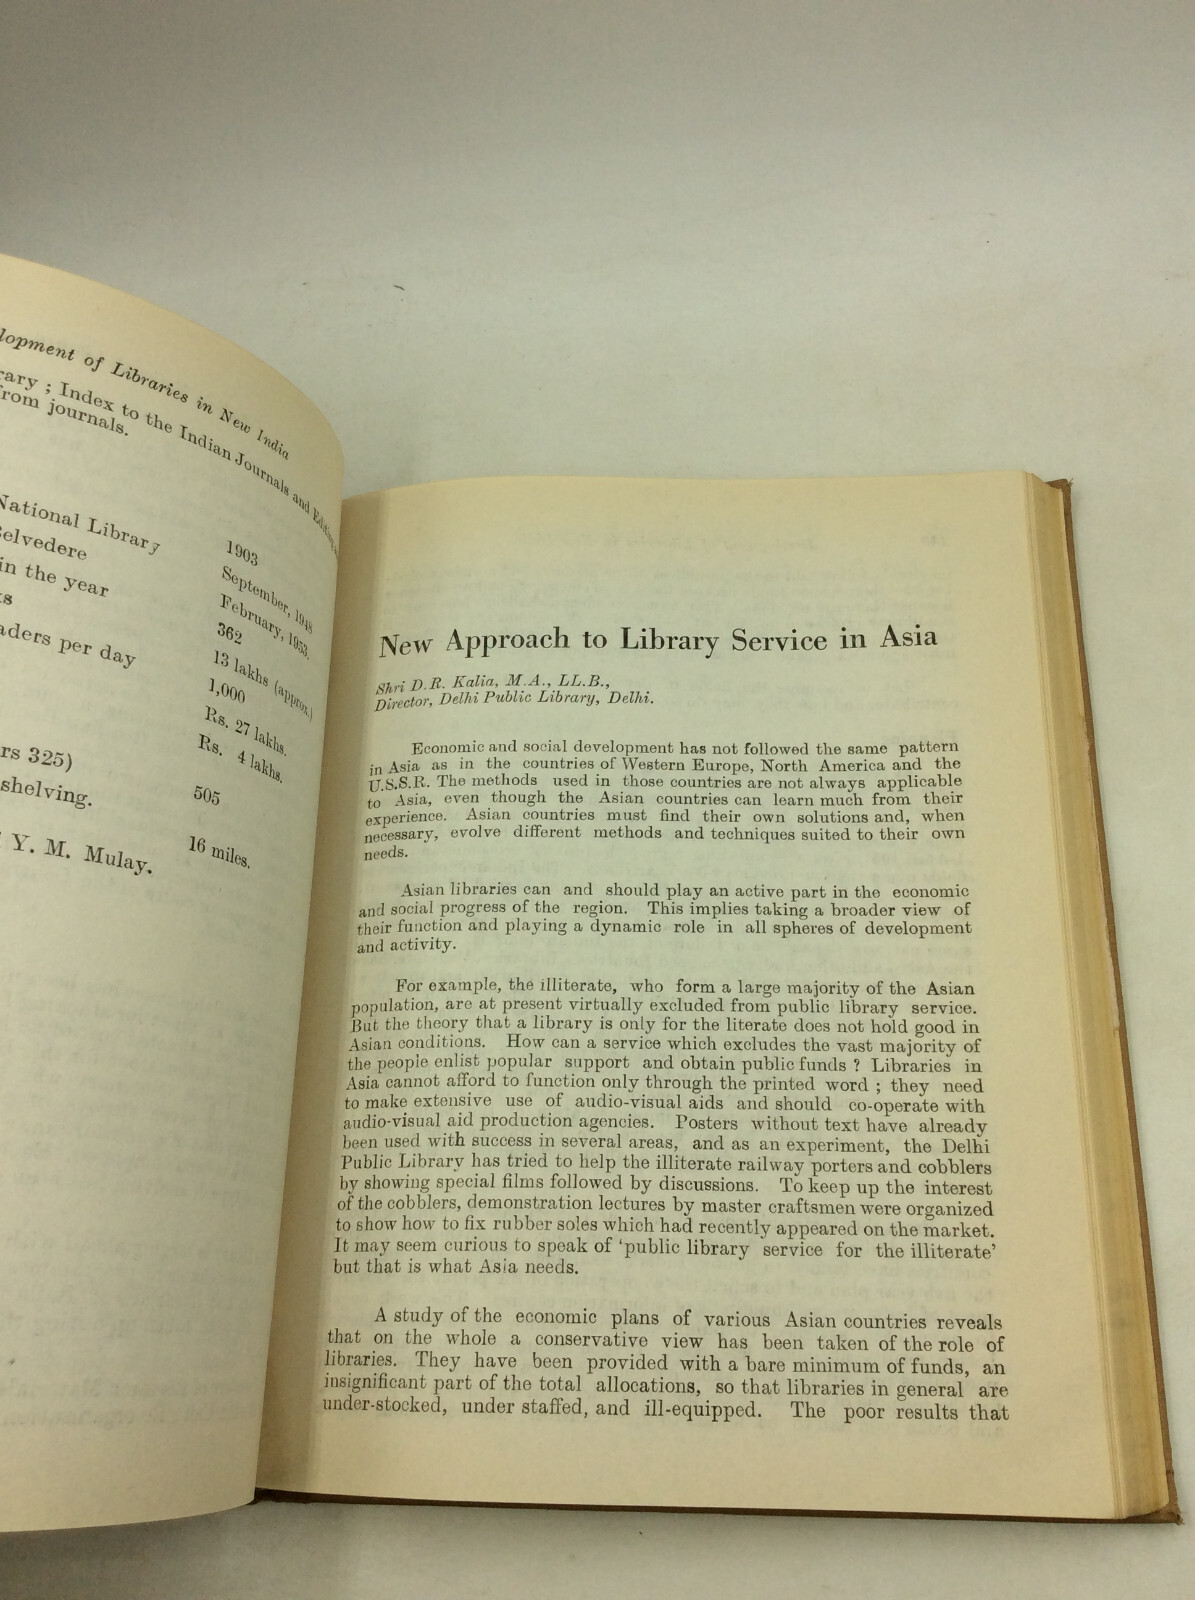 lopment of Libraries in New India
rary ; Index to the Indian Journals and
from journals.
National Library 1903
Belvedere September, 1948
in the year February, 1953.
362
aders per day 13 lakhs (approx.)
1,000
Rs. 27 lakhs.
Rs. 4 lakhs.
rs 325) 505
shelving. 16 miles.
Y. M. Mulay.
New Approach to Library Service in Asia
Shri D.R. Kalia, M.A., LL.B.,
Director, Delhi Public Library, Delhi.
Economic and social development has not followed the same pattern
in Asia as in the countries of Western Europe, North America and the
U.S.S.R. The methods used in those countries are not always applicable
to Asia, even though the Asian countries can learn much from their
experience. Asian countries must find their own solutions and, when
necessary, evolve different methods and techniques suited to their own
needs.
Asian libraries can and should play an active part in the economic
and social progress of the region. This implies taking a broader view of
their function and playing a dynamic role in all spheres of development
and activity.
For example, the illiterate, who form a large majority of the Asian
population, are at present virtually excluded from public library service.
But the theory that a library is only for the literate does not hold good in
Asian conditions. How can a service which excludes the vast majority of
the people enlist popular support and obtain public funds ? Libraries in
Asia cannot afford to function only through the printed word ; they need
to make extensive use of audio-visual aids and should co-operate with
audio-visual aid production agencies. Posters without text have already
been used with success in several areas, and as an experiment, the Delhi
Public Library has tried to help the illiterate railway porters and cobblers
by showing special films followed by discussions. To keep up the interest
of the cobblers, demonstration lectures by master craftsmen were organized
to show how to fix rubber soles which had recently appeared on the market.
It may seem curious to speak of ‘public library service for the illiterate’
but that is what Asia needs.
A study of the economic plans of various Asian countries reveals
that on the whole a conservative view has been taken of the role of
libraries. They have been provided with a bare minimum of funds, an
insignificant part of the total allocations, so that libraries in general are
under-stocked, under staffed, and ill-equipped. The poor results that